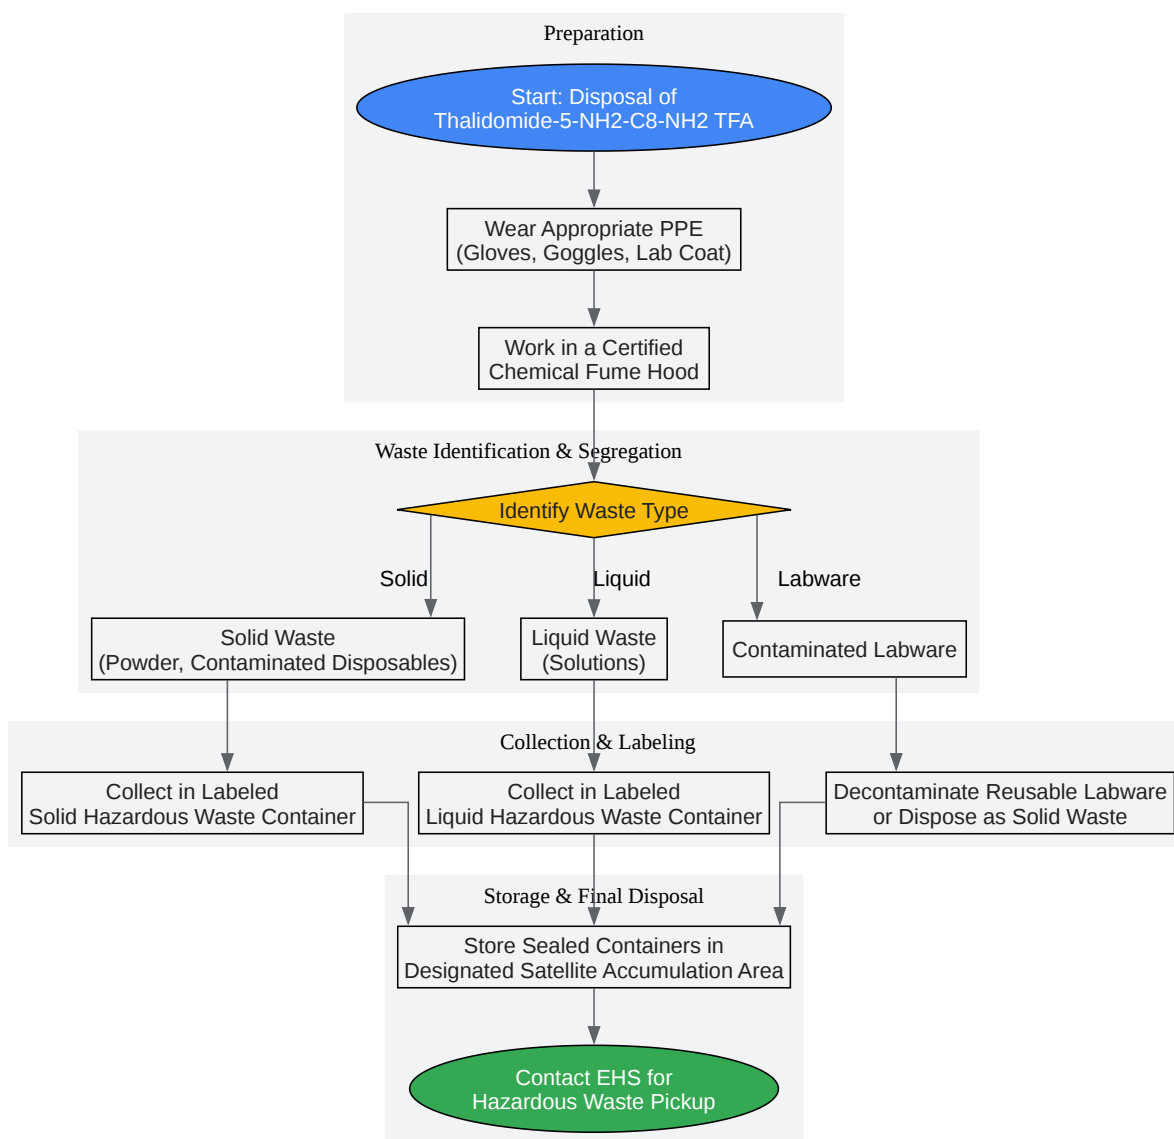 Preparation
Start: Disposal of
Thalidomide-5-NH2-C8-NH2 TFA
Wear Appropriate PPE
(Gloves, Goggles, Lab Coat)
Work in a Certified
Chemical Fume Hood
Waste Identification & Segregation
Identify Waste Type
Solid
Liquid
Labware
Solid Waste
(Powder, Contaminated Disposables)
Liquid Waste
(Solutions)
Contaminated Labware
Collection & Labeling
Collect in Labeled
Solid Hazardous Waste Container
Collect in Labeled
Liquid Hazardous Waste Container
Decontaminate Reusable Labware
or Dispose as Solid Waste
Storage & Final Disposal
Store Sealed Containers in
Designated Satellite Accumulation Area
Contact EHS for
Hazardous Waste Pickup